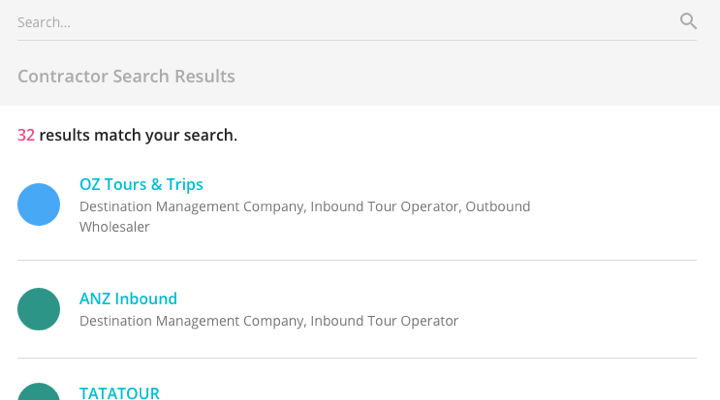 Search...
Contractor Search Results
32 results match your search.
OZ Tours & Trips
Destination Management Company, Inbound Tour Operator, Outbound
Wholesaler
ANZ Inbound
Destination Management Company, Inbound Tour Operator
TATATOUR